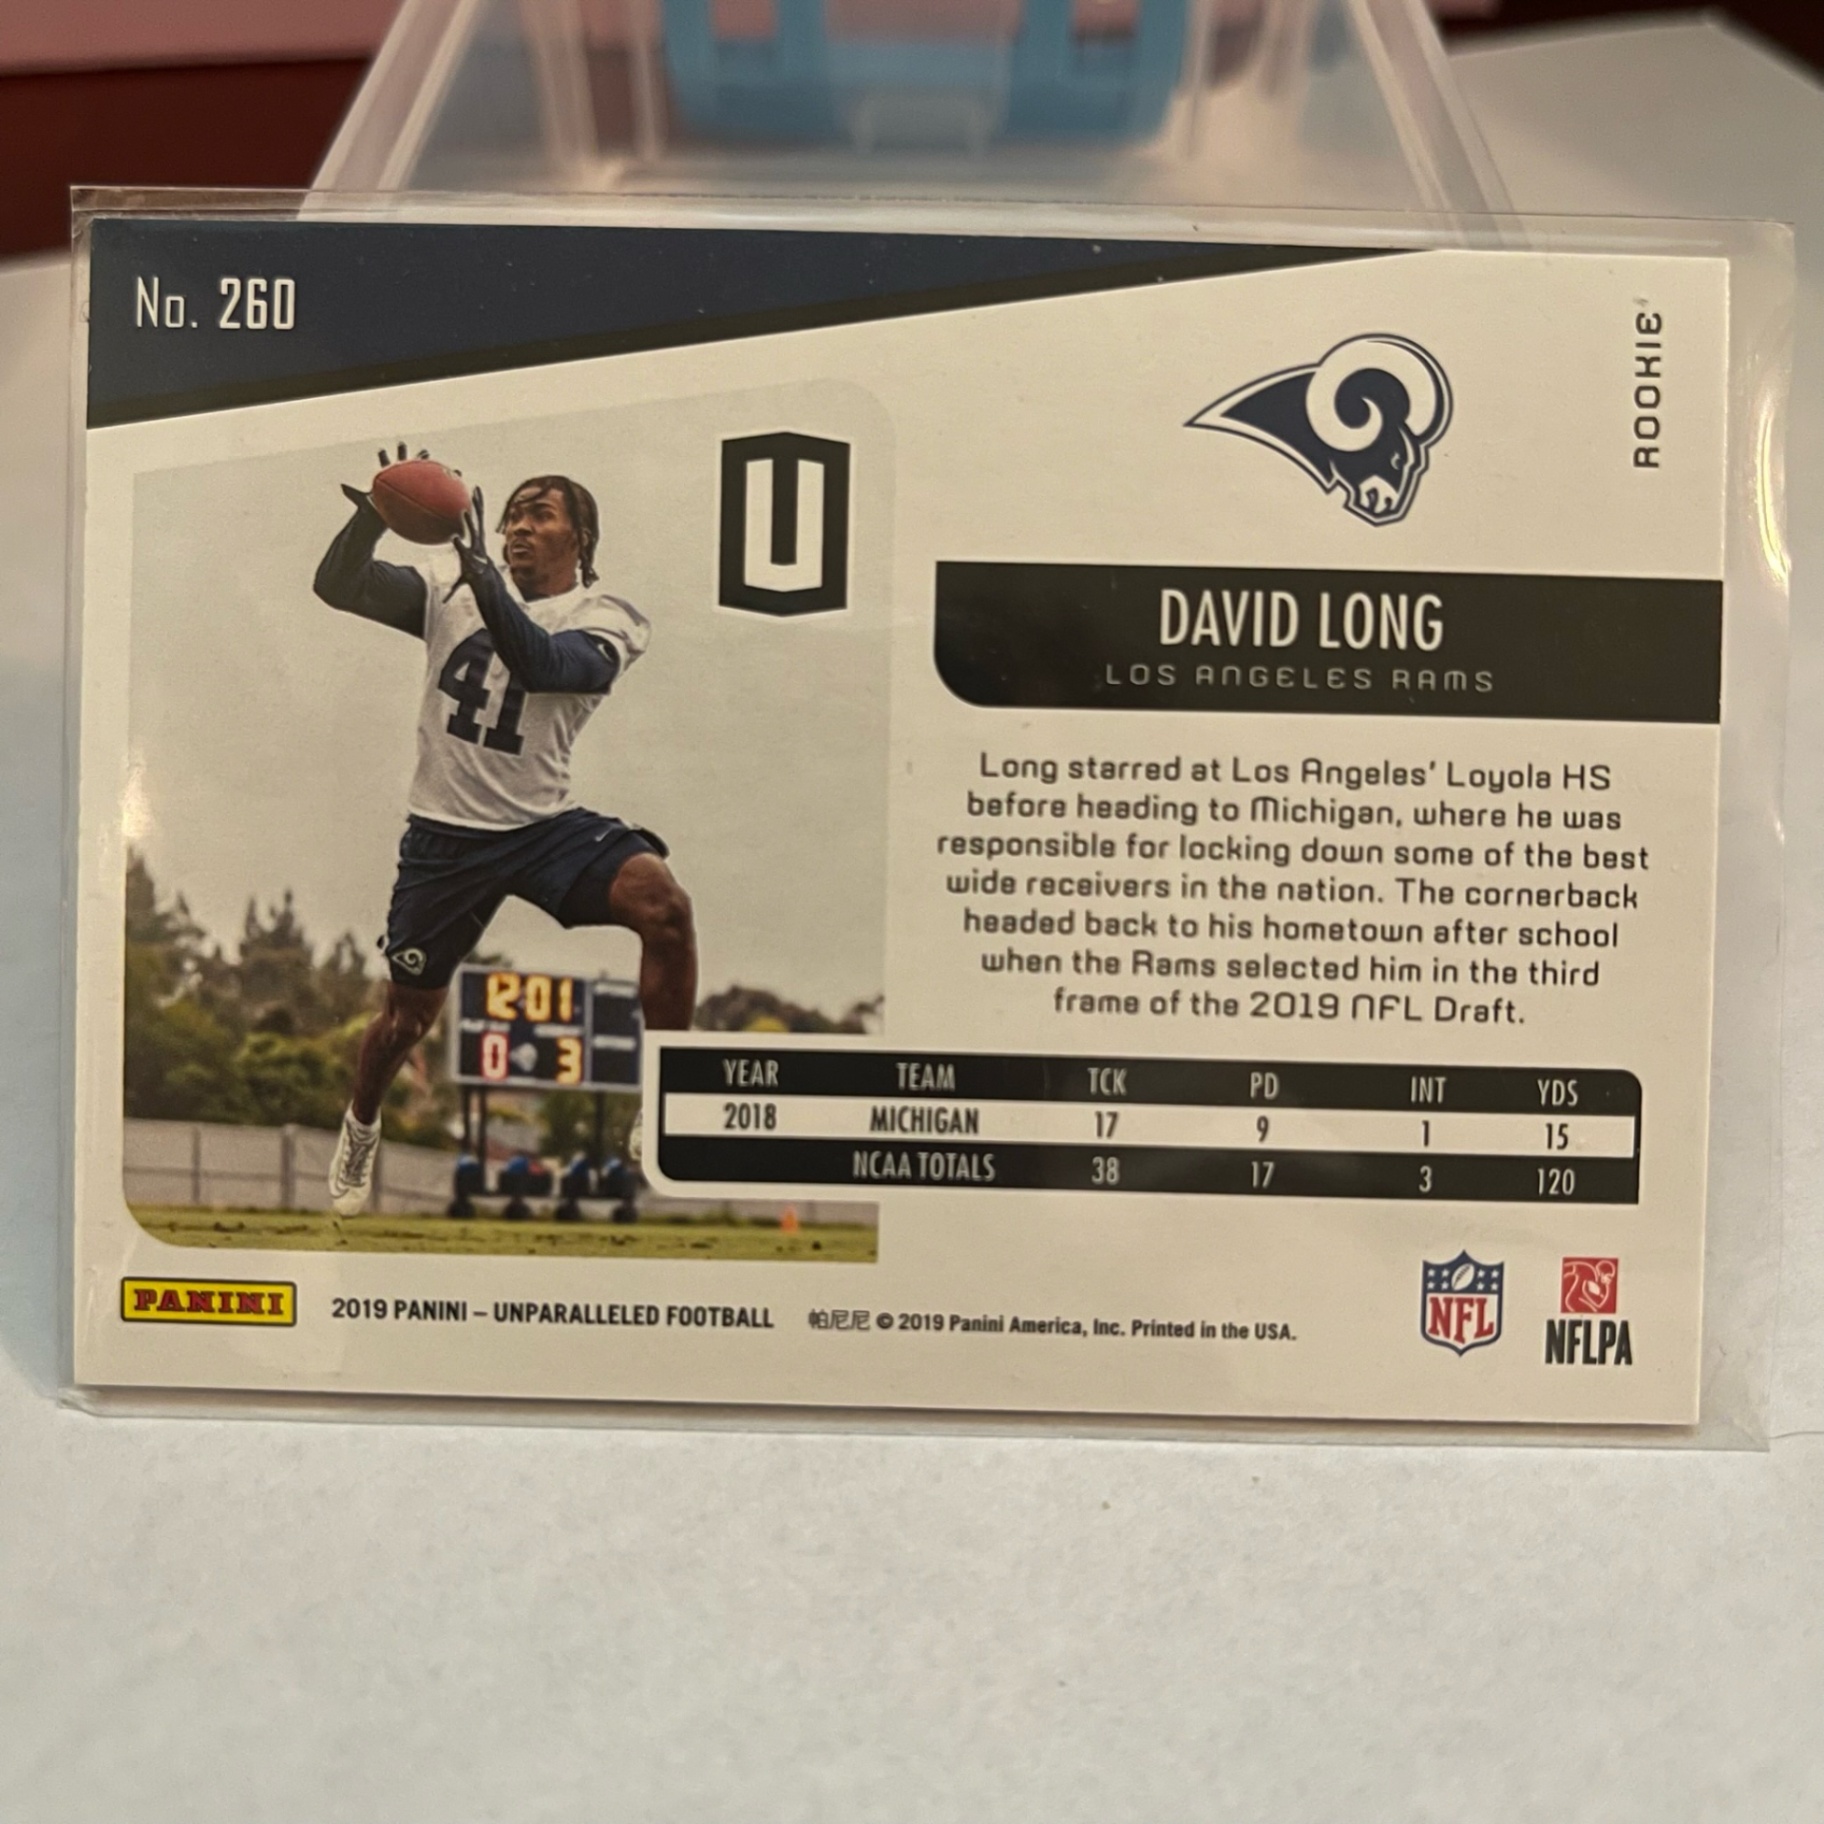 No. 260
ROOKIE
U
41
DAVID LONG
LOS ANGELES RAMS
Long starred at Los Angeles' Loyola HS
before heading to Michigan, where he was
responsible for locking down some of the best
wide receivers in the nation. The cornerback
headed back to his hometown after school
when the Rams selected him in the third
frame of the 2019 NFL Draft.
1201
0 3
YEAR TEAM TCK PD INT YDS
2018 MICHIGAN 17 9 1 15
NCAA TOTALS 38 17 3 120
PANINI
2019 PANINI – UNPARALLELED FOOTBALL
帕尼尼 © 2019 Panini America, Inc. Printed in the USA.
NFL
NFLPA